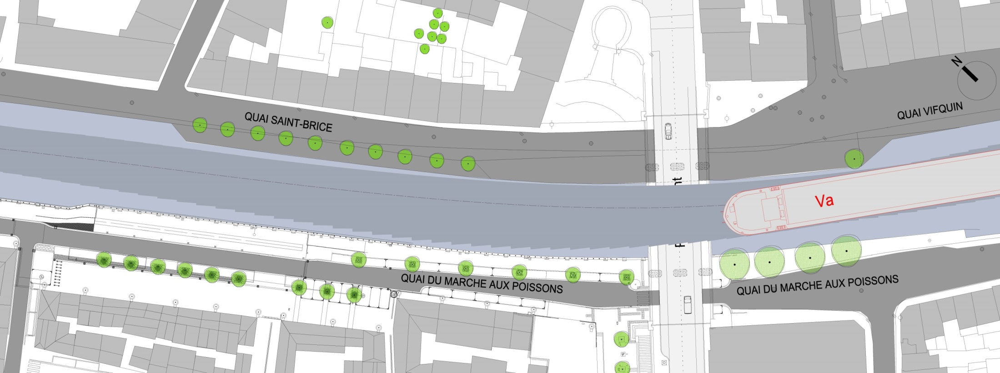 N
QUAI VIFQUIN
QUAI SAINT-BRICE
Va
QUAI DU MARCHE AUX POISSONS
QUAI DU MARCHE AUX POISSONS